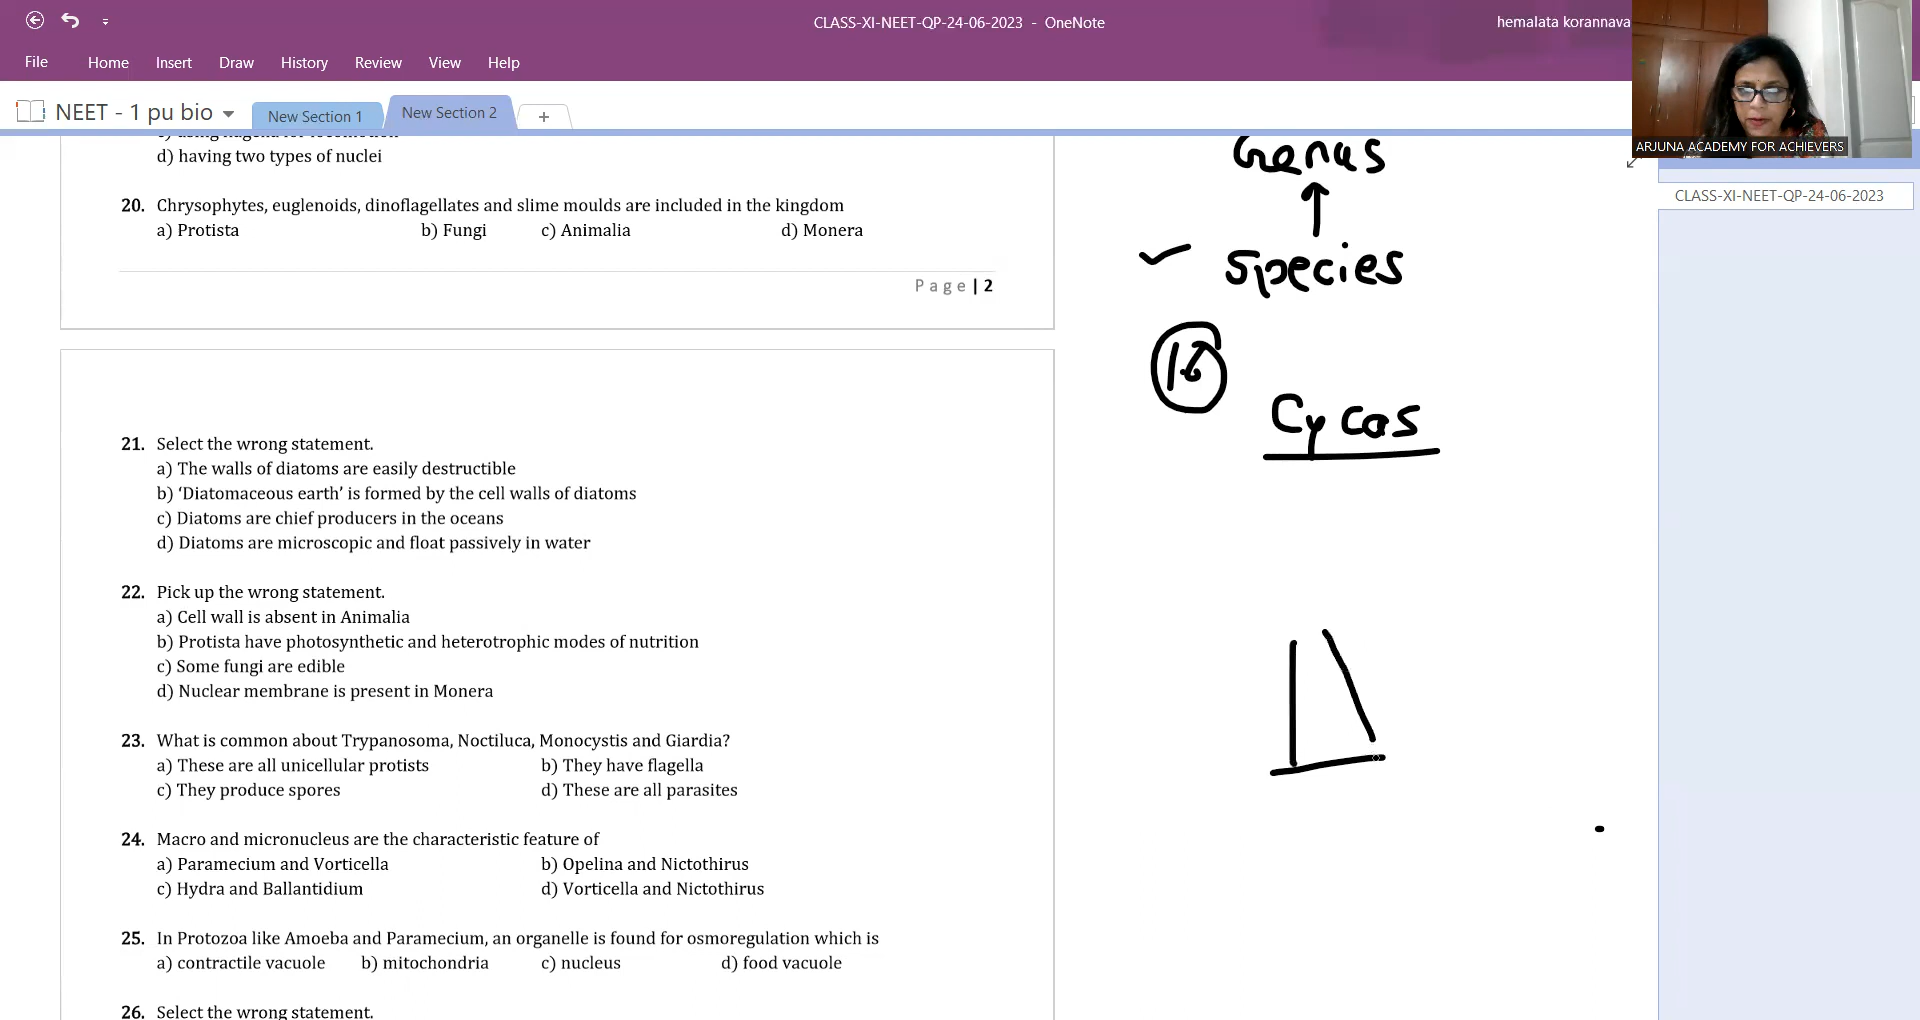 CLASS-XI-NEET-QP-24-06-2023 - OneNote
hemalata korannava
File Home Insert Draw History Review View Help
NEET - 1 pu bio New Section 1 New Section 2 +
ARJUNA ACADEMY FOR ACHIEVERS
CLASS-XI-NEET-QP-24-06-2023
d) having two types of nuclei
20. Chrysophytes, euglenoids, dinoflagellates and slime moulds are included in the kingdom
a) Protista b) Fungi c) Animalia d) Monera
Page | 2
21. Select the wrong statement.
a) The walls of diatoms are easily destructible
b) ‘Diatomaceous earth’ is formed by the cell walls of diatoms
c) Diatoms are chief producers in the oceans
d) Diatoms are microscopic and float passively in water
22. Pick up the wrong statement.
a) Cell wall is absent in Animalia
b) Protista have photosynthetic and heterotrophic modes of nutrition
c) Some fungi are edible
d) Nuclear membrane is present in Monera
23. What is common about Trypanosoma, Noctiluca, Monocystis and Giardia?
a) These are all unicellular protists b) They have flagella
c) They produce spores d) These are all parasites
24. Macro and micronucleus are the characteristic feature of
a) Paramecium and Vorticella b) Opelina and Nictothirus
c) Hydra and Ballantidium d) Vorticella and Nictothirus
25. In Protozoa like Amoeba and Paramecium, an organelle is found for osmoregulation which is
a) contractile vacuole b) mitochondria c) nucleus d) food vacuole
26. Select the wrong statement.
Genus
Species
16
Cycas